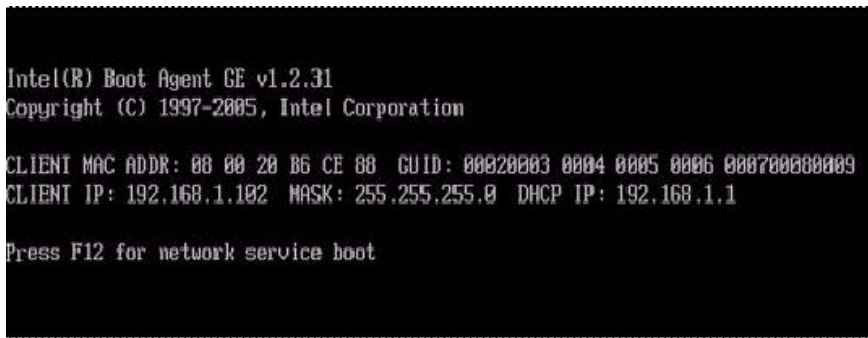 Intel(R) Boot Agent GE v1.2.31
Copyright (C) 1997-2005, Intel Corporation
CLIENT MAC ADDR: 08 00 20 B6 CE 88 GUID: 00020003 0004 0005 0006 000700080009
CLIENT IP: 192.168.1.102 MASK: 255.255.255.0 DHCP IP: 192.168.1.1
Press F12 for network service boot